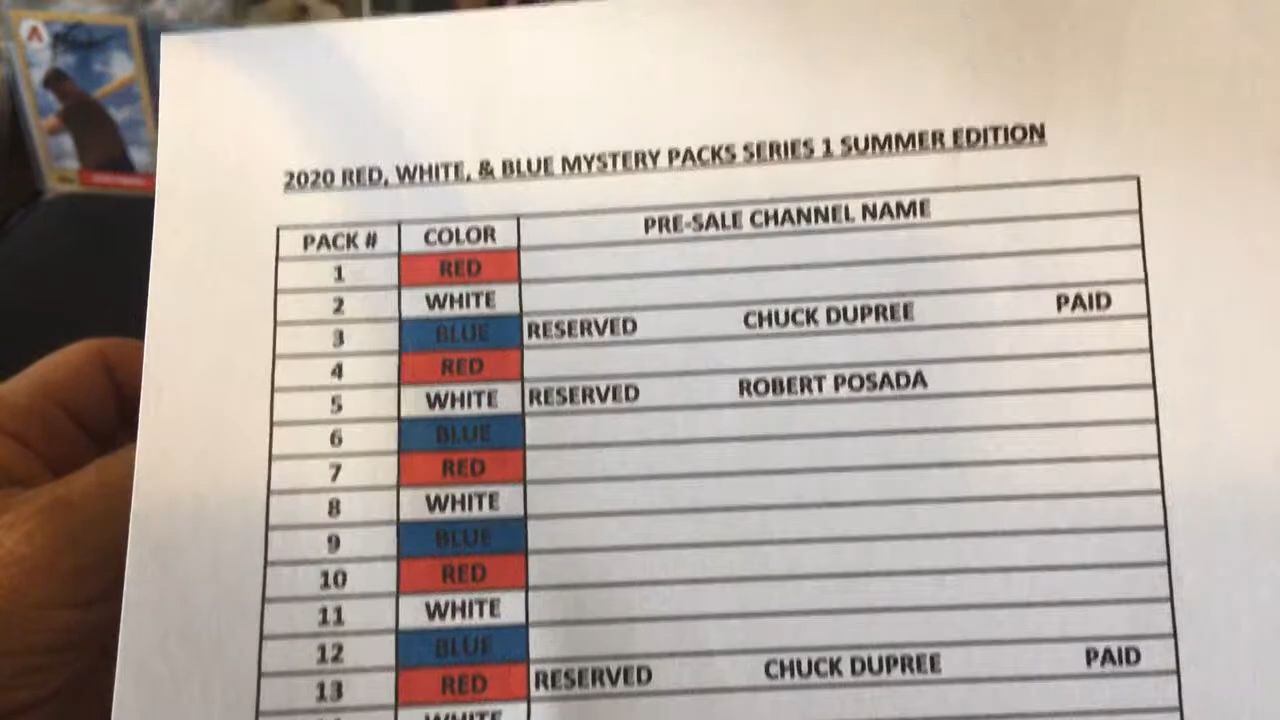 2020 RED, WHITE, & BLUE MYSTERY PACKS SERIES 1 SUMMER EDITION
PACK # COLOR PRE-SALE CHANNEL NAME
1 RED
2 WHITE
3 BLUE RESERVED CHUCK DUPREE PAID
4 RED
5 WHITE RESERVED ROBERT POSADA
6 BLUE
7 RED
8 WHITE
9 BLUE
10 RED
11 WHITE
12 BLUE
13 RED RESERVED CHUCK DUPREE PAID
WHITE